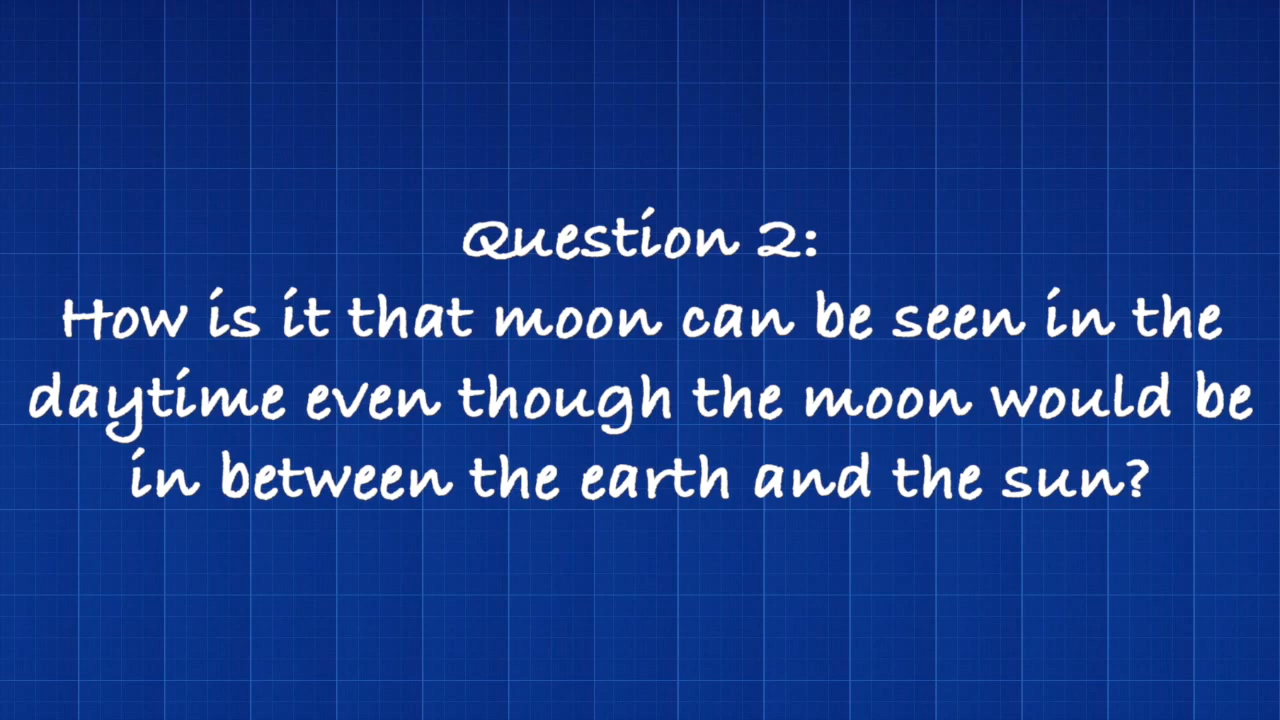 Question 2:
How is it that moon can be seen in the
daytime even though the moon would be
in between the earth and the sun?